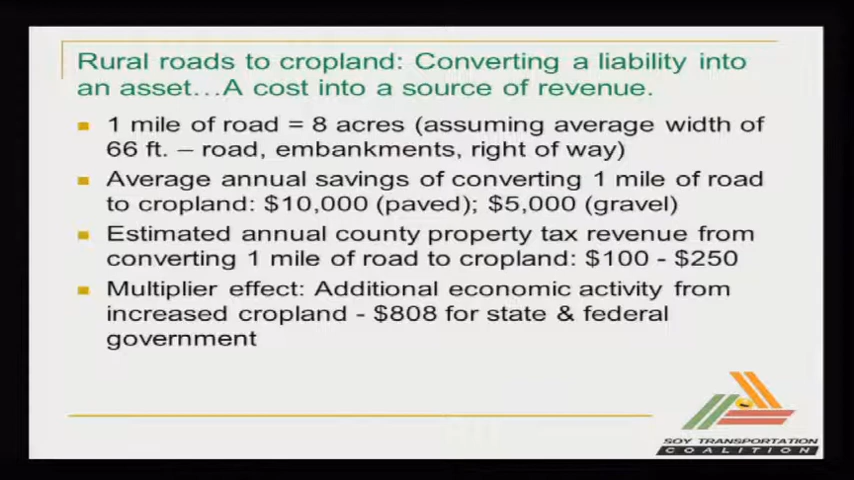 Rural roads to cropland: Converting a liability into
an asset…A cost into a source of revenue.
1 mile of road = 8 acres (assuming average width of
66 ft. – road, embankments, right of way)
Average annual savings of converting 1 mile of road
to cropland: $10,000 (paved); $5,000 (gravel)
Estimated annual county property tax revenue from
converting 1 mile of road to cropland: $100 - $250
Multiplier effect: Additional economic activity from
increased cropland - $808 for state & federal
government
SOY TRANSPORTATION
COALITION